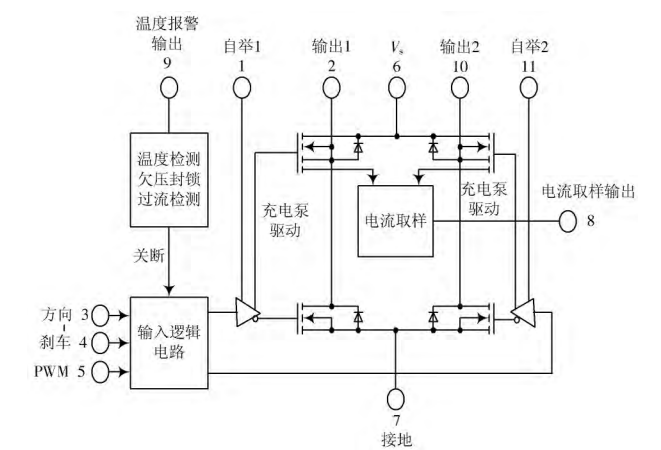 温度报警
输出
9
自举1
1
输出1
2
Vs
6
输出2
10
自举2
11
温度检测
欠压封锁
过流检测
充电泵
驱动
电流取样
充电泵
驱动
电流取样输出
8
关断
方向 3
刹车 4
PWM 5
输入逻辑
电路
7
接地